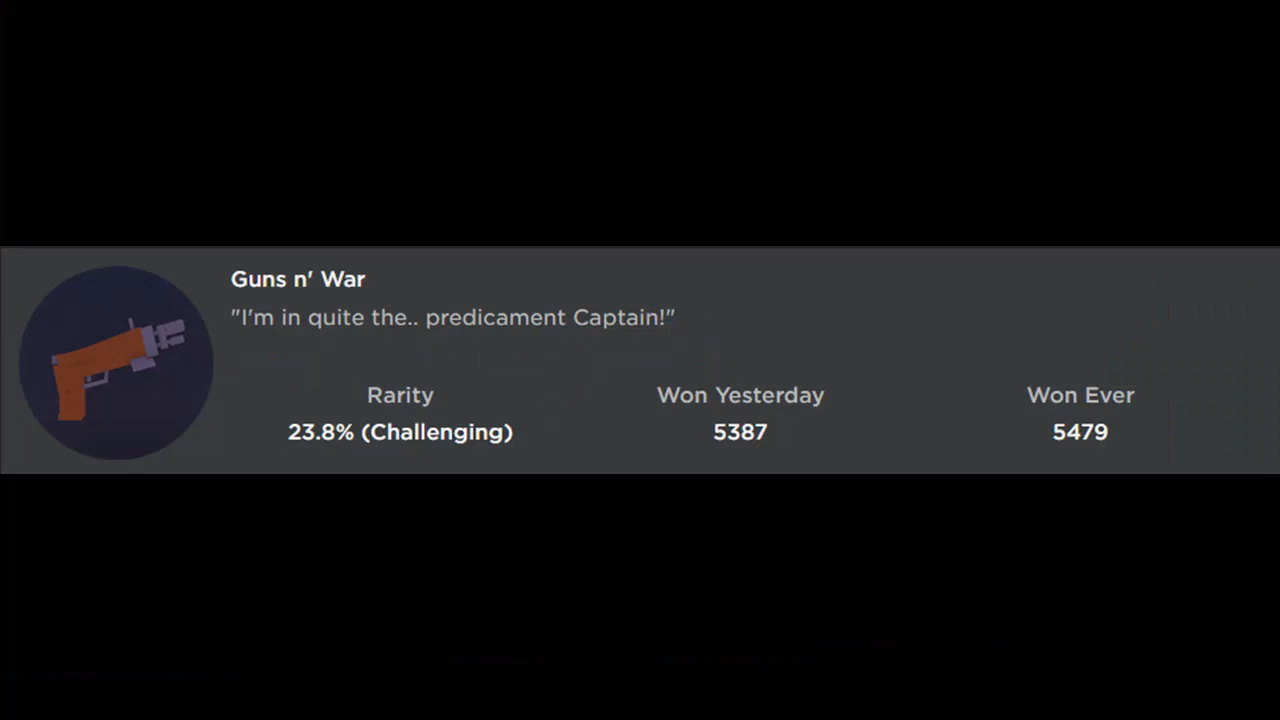 Guns n' War
"I'm in quite the.. predicament Captain!"
Rarity Won Yesterday Won Ever
23.8% (Challenging) 5387 5479